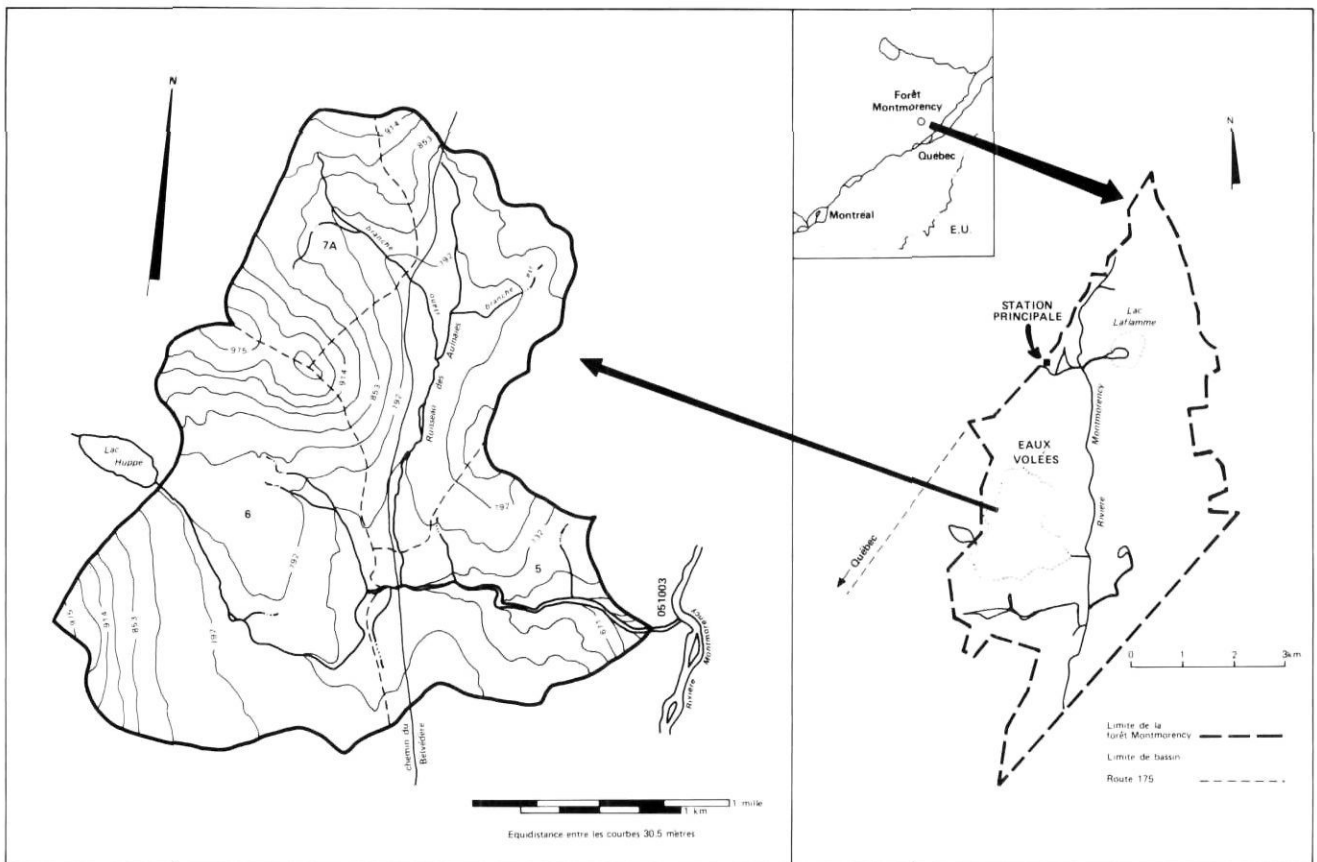 N
914
853
7A
branche
ouest
792
branche
est
Ruisseau des Aulnaies
975
914
853
792
Lac
Huppé
6
792
792
732
5
671
051003
Rivière Montmorency
975
914
853
792
chemin du
Belvédère
1 mille
1 km
Equidistance entre les courbes 30.5 mètres
Forêt
Montmorency
Québec
Montréal
E.U.
N
STATION
PRINCIPALE
Lac
Laflamme
Montmorency
Rivière
EAUX
VOLÉES
Québec
0 1 2 3km
Limite de la
forêt Montmorency
Limite de bassin
Route 175